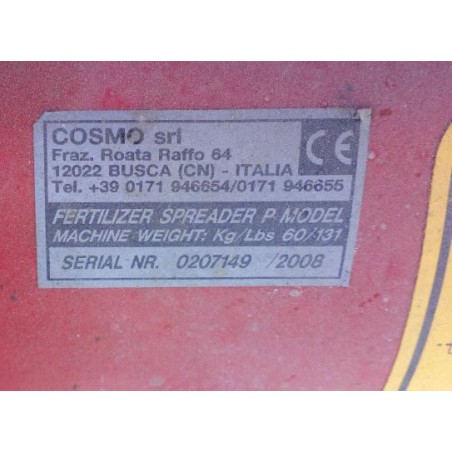 COSMO srl
Fraz. Roata Raffo 64
12022 BUSCA (CN) - ITALIA
Tel. +39 0171 946654/0171 946655
CE
FERTILIZER SPREADER P MODEL
MACHINE WEIGHT: Kg/Lbs 60/131
SERIAL NR. 0207149 /2008